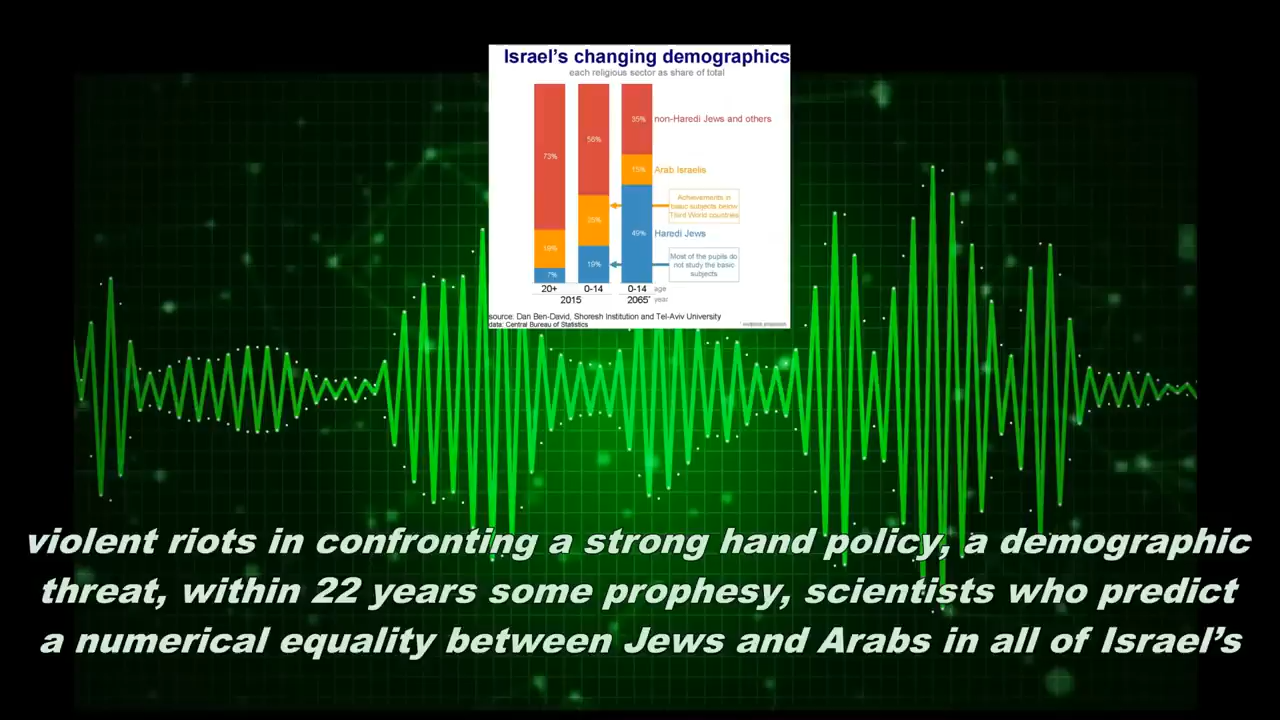 Israel's changing demographics
each religious sector as share of total
35%
non-Haredi Jews and others
56%
73%
15%
Arab Israelis
Achievements in
basic subjects below
Third World countries
25%
49%
Haredi Jews
19%
Most of the pupils do
not study the basic
subjects
19%
7%
20+ 0-14 0-14 age
2015 2065* year
source: Dan Ben-David, Shoresh Institution and Tel-Aviv University
data: Central Bureau of Statistics
violent riots in confronting a strong hand policy, a demographic
threat, within 22 years some prophesy, scientists who predict
a numerical equality between Jews and Arabs in all of Israel's